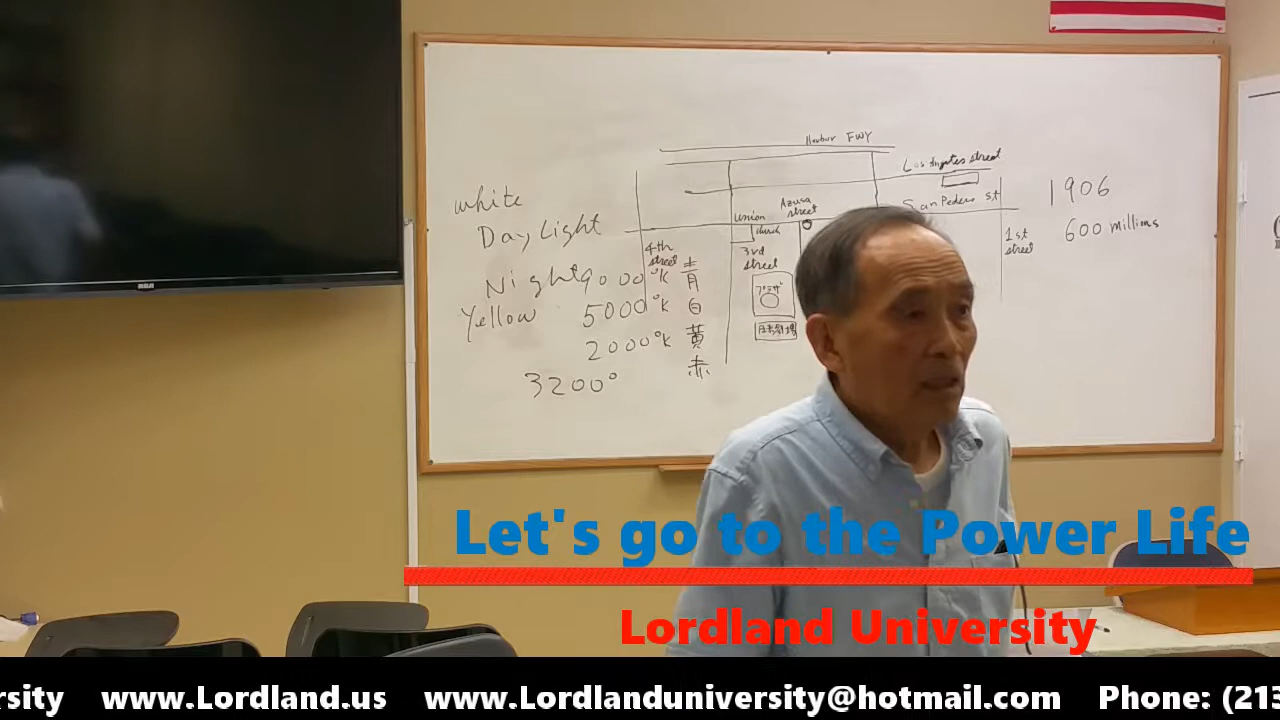 Harbor FWY
Los Angeles street
white
San Pedro st
1906
Azusa
street
Union
church
Day Light
1st
street
600 millions
4th
street
3rd
street
Night 9000°K 青
Yellow 5000°K 白
2000°K 黄
3200° 赤
RCA
Let's go to the Power Life
Lordland University
rsity www.Lordland.us www.Lordlanduniversity@hotmail.com Phone: (213